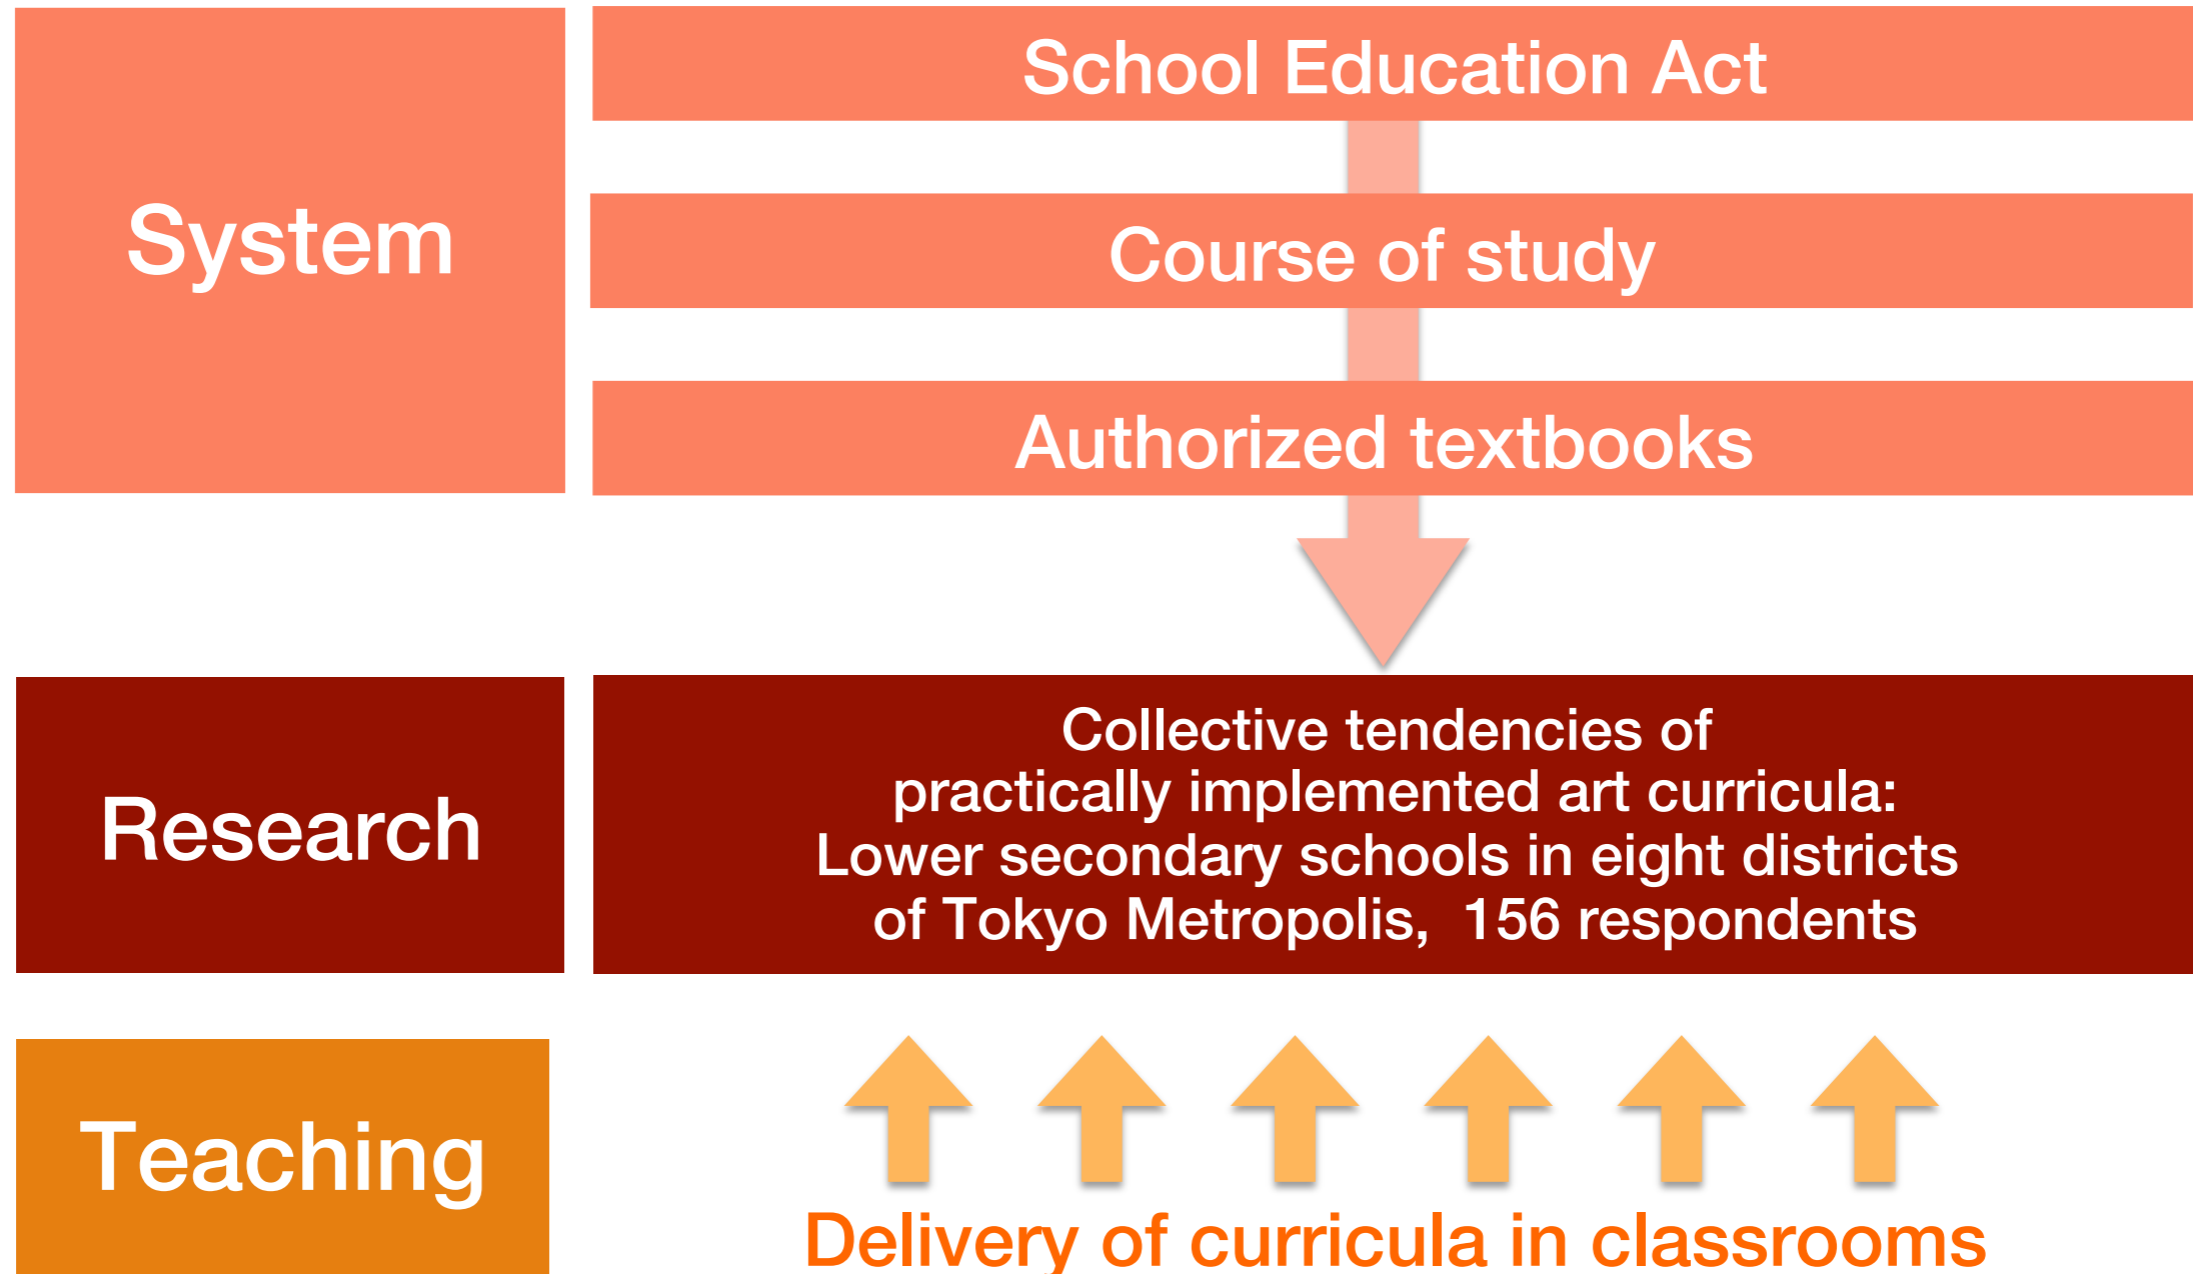 System
School Education Act
Course of study
Authorized textbooks
Research
Collective tendencies of
practically implemented art curricula:
Lower secondary schools in eight districts
of Tokyo Metropolis, 156 respondents
Teaching
Delivery of curricula in classrooms